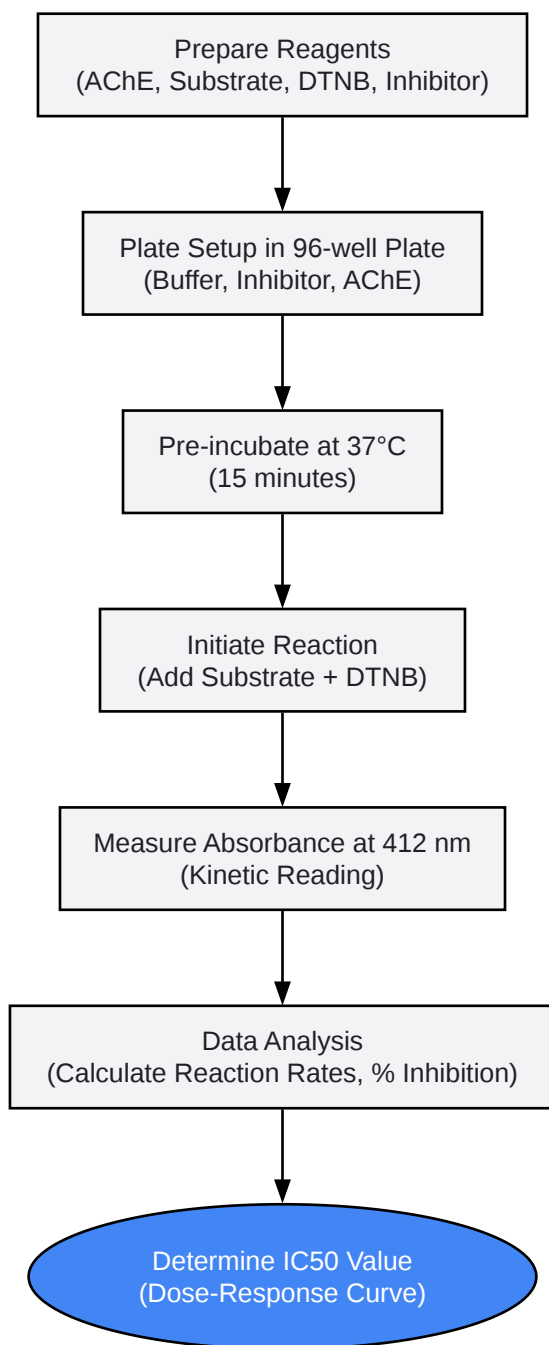 Prepare Reagents
(AChE, Substrate, DTNB, Inhibitor)
Plate Setup in 96-well Plate
(Buffer, Inhibitor, AChE)
Pre-incubate at 37°C
(15 minutes)
Initiate Reaction
(Add Substrate + DTNB)
Measure Absorbance at 412 nm
(Kinetic Reading)
Data Analysis
(Calculate Reaction Rates, % Inhibition)
Determine IC50 Value
(Dose-Response Curve)